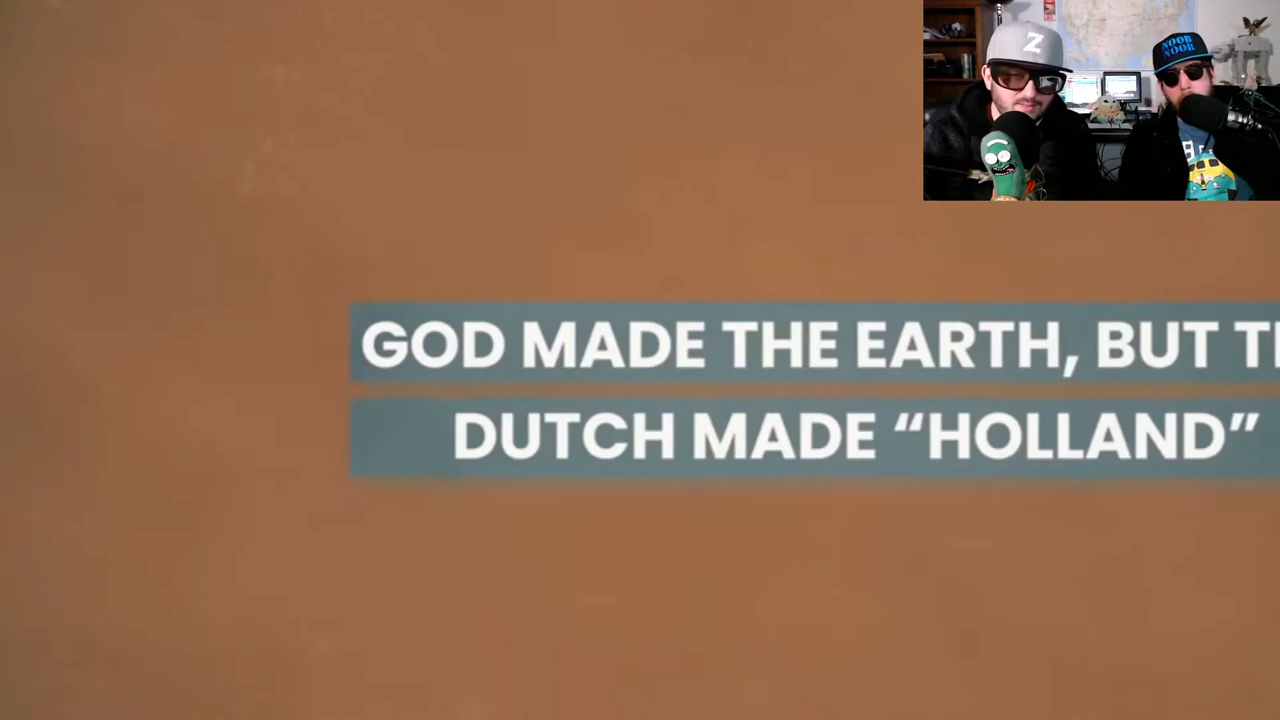 Z
NOOB
NOOB
GOD MADE THE EARTH, BUT
DUTCH MADE “HOLLAND”